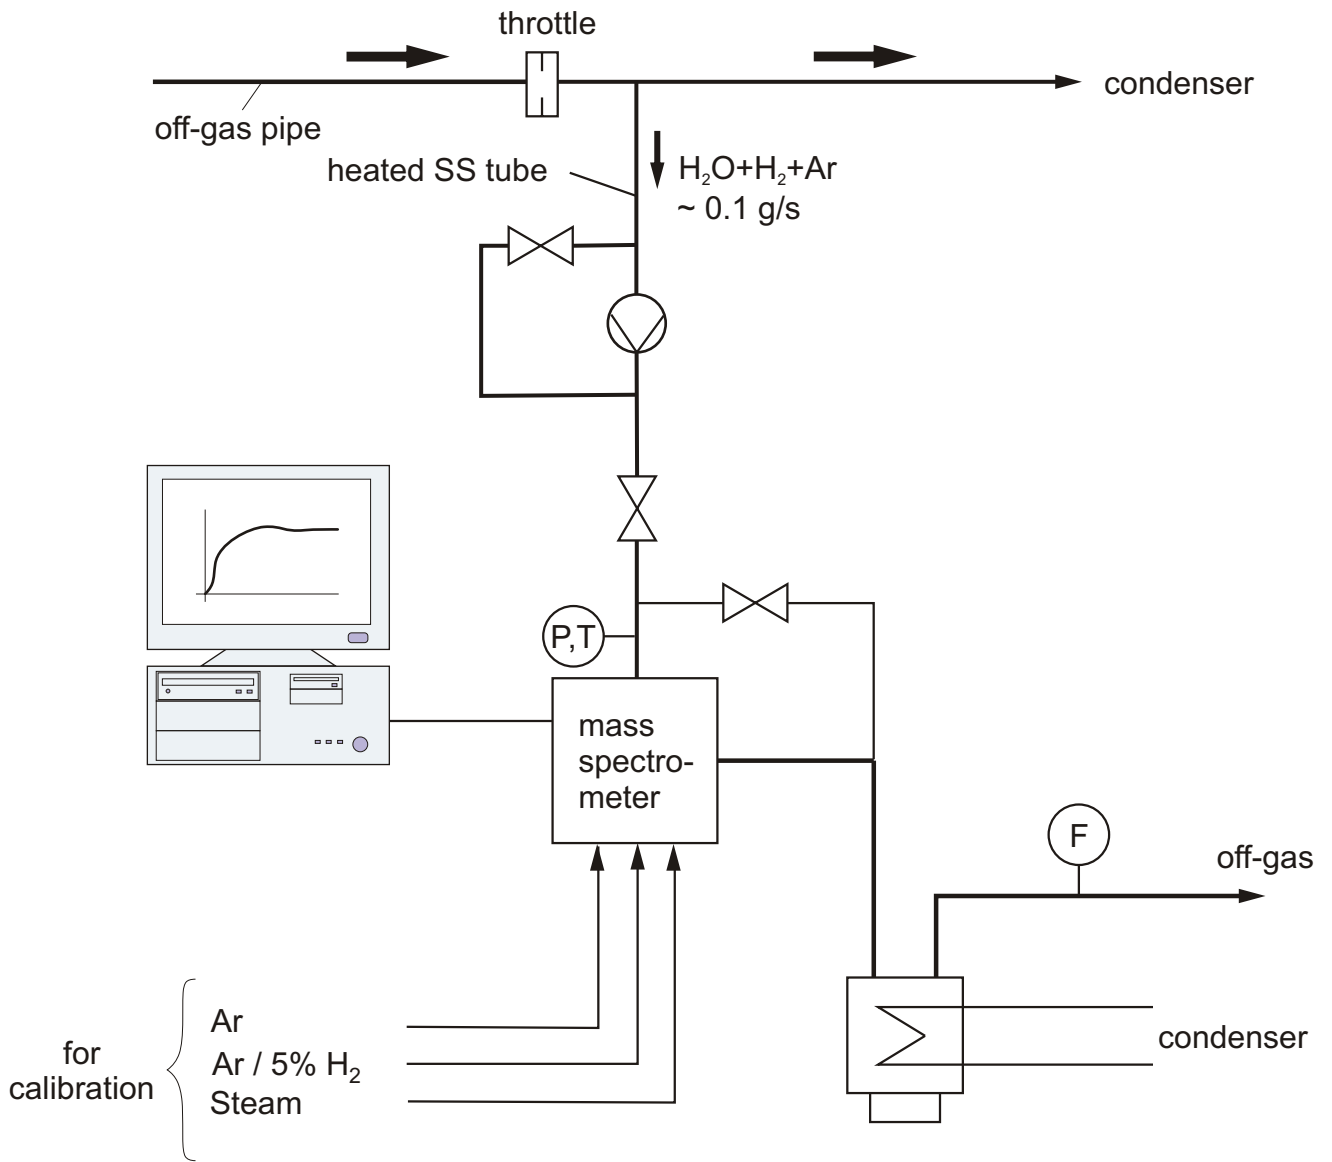 throttle
condenser
off-gas pipe
heated SS tube
H₂O+H₂+Ar
~ 0.1 g/s
P,T
mass
spectro-
meter
F
off-gas
Ar
for
calibration
Ar / 5% H₂
Steam
condenser